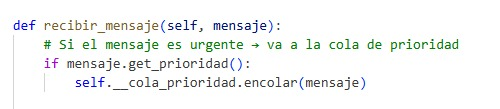 def recibir_mensaje(self, mensaje):
    # Si el mensaje es urgente → va a la cola de prioridad
    if mensaje.get_prioridad():
        self.__cola_prioridad.encolar(mensaje)